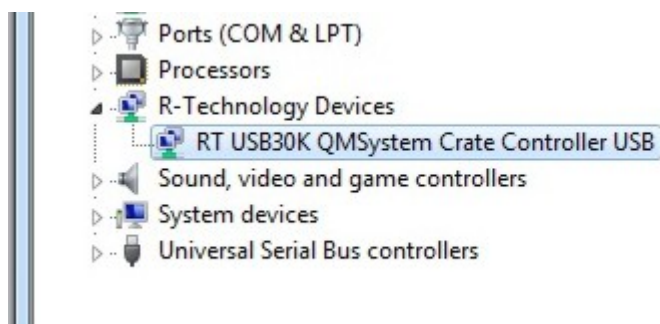 Ports (COM & LPT)
Processors
R-Technology Devices
RT USB30K QMSystem Crate Controller USB
Sound, video and game controllers
System devices
Universal Serial Bus controllers